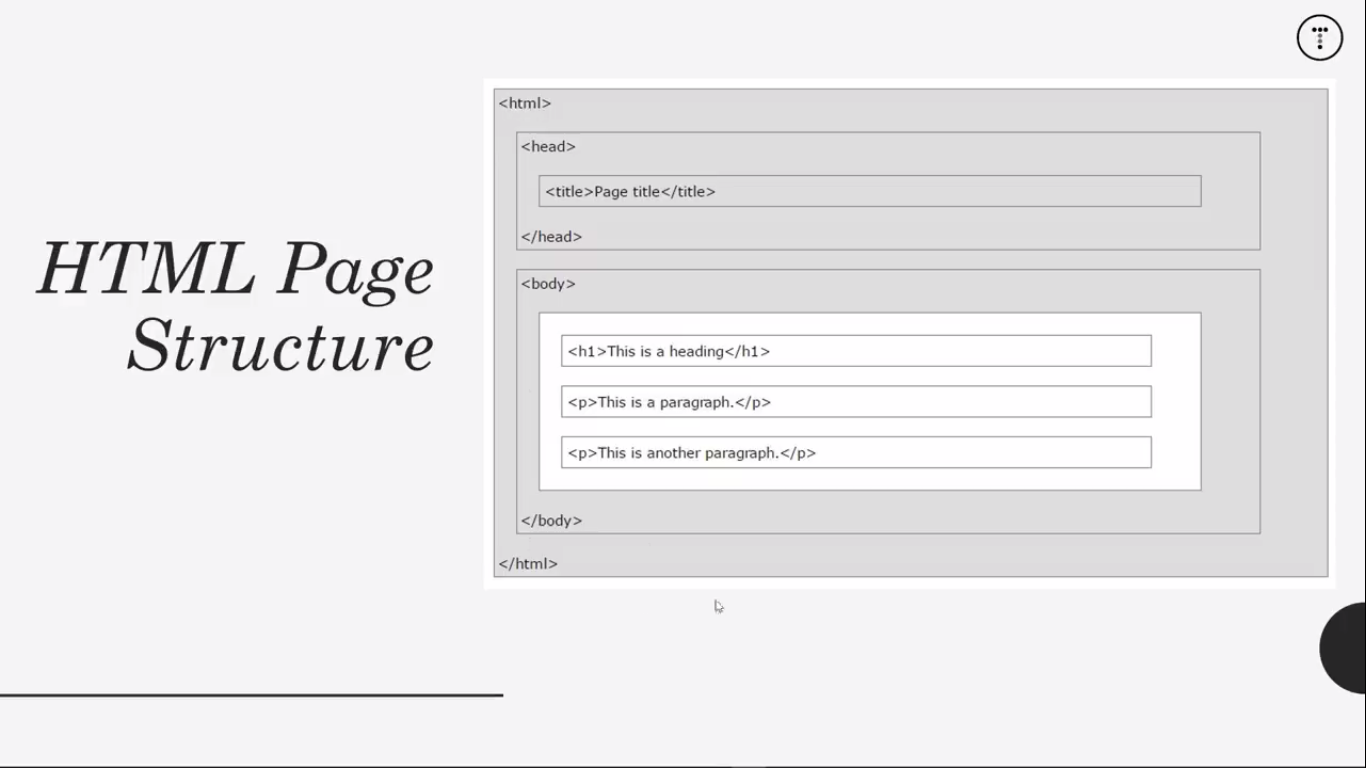 HTML Page
Structure
<html>
<head>
<title>Page title</title>
</head>
<body>
<h1>This is a heading</h1>
<p>This is a paragraph.</p>
<p>This is another paragraph.</p>
</body>
</html>